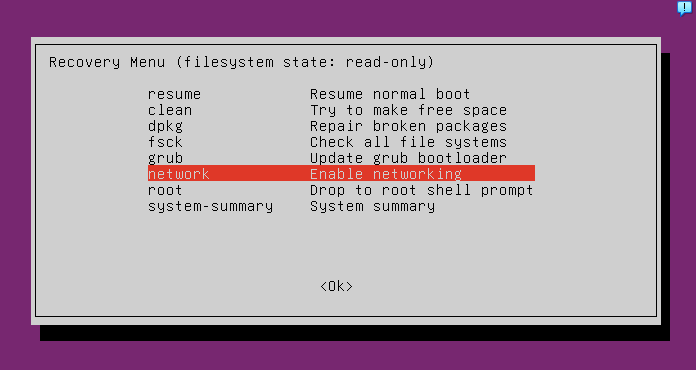 Recovery Menu (filesystem state: read-only)
resume Resume normal boot
clean Try to make free space
dpkg Repair broken packages
fsck Check all file systems
grub Update grub bootloader
network Enable networking
root Drop to root shell prompt
system-summary System summary
<Ok>